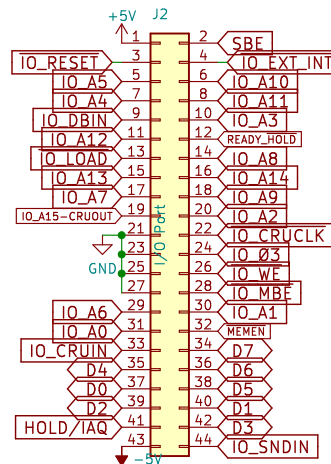 +5V J2
1 2 SBE
IO_RESET 3 4 IO_EXT_INT
IO_A5 5 6 IO_A10
IO_A4 7 8 IO_A11
IO_DBIN 9 10 IO_A3
IO_A12 11 12 READY_HOLD
IO_LOAD 13 14 IO_A8
IO_A13 15 16 IO_A14
IO_A7 17 18 IO_A9
IO_A15-CRUOUT 19 20 IO_A2
21 22 IO_CRUCLK
23 24 IO_Ø3
GND 25 26 IO_WE
27 28 IO_MBE
IO_A6 29 30 IO_A1
IO_A0 31 32 MEMEN
IO_CRUIN 33 34 D7
D4 35 36 D6
D0 37 38 D5
D2 39 40 D1
HOLD/IAQ 41 42 D3
43 44 IO_SNDIN
-5V
I/O Port